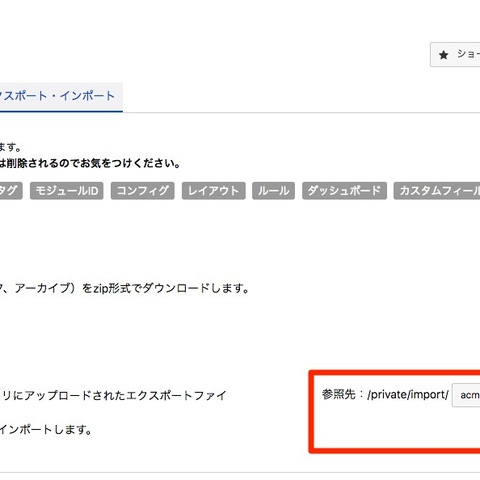 ショー
クスポート・インポート
ます。
は削除されるのでお気をつけください。
タグ モジュールID コンフィグ レイアウト ルール ダッシュボード カスタムフィール
、アーカイブ）をzip形式でダウンロードします。
リにアップロードされたエクスポートファイ
参照先：/private/import/ acm
インポートします。